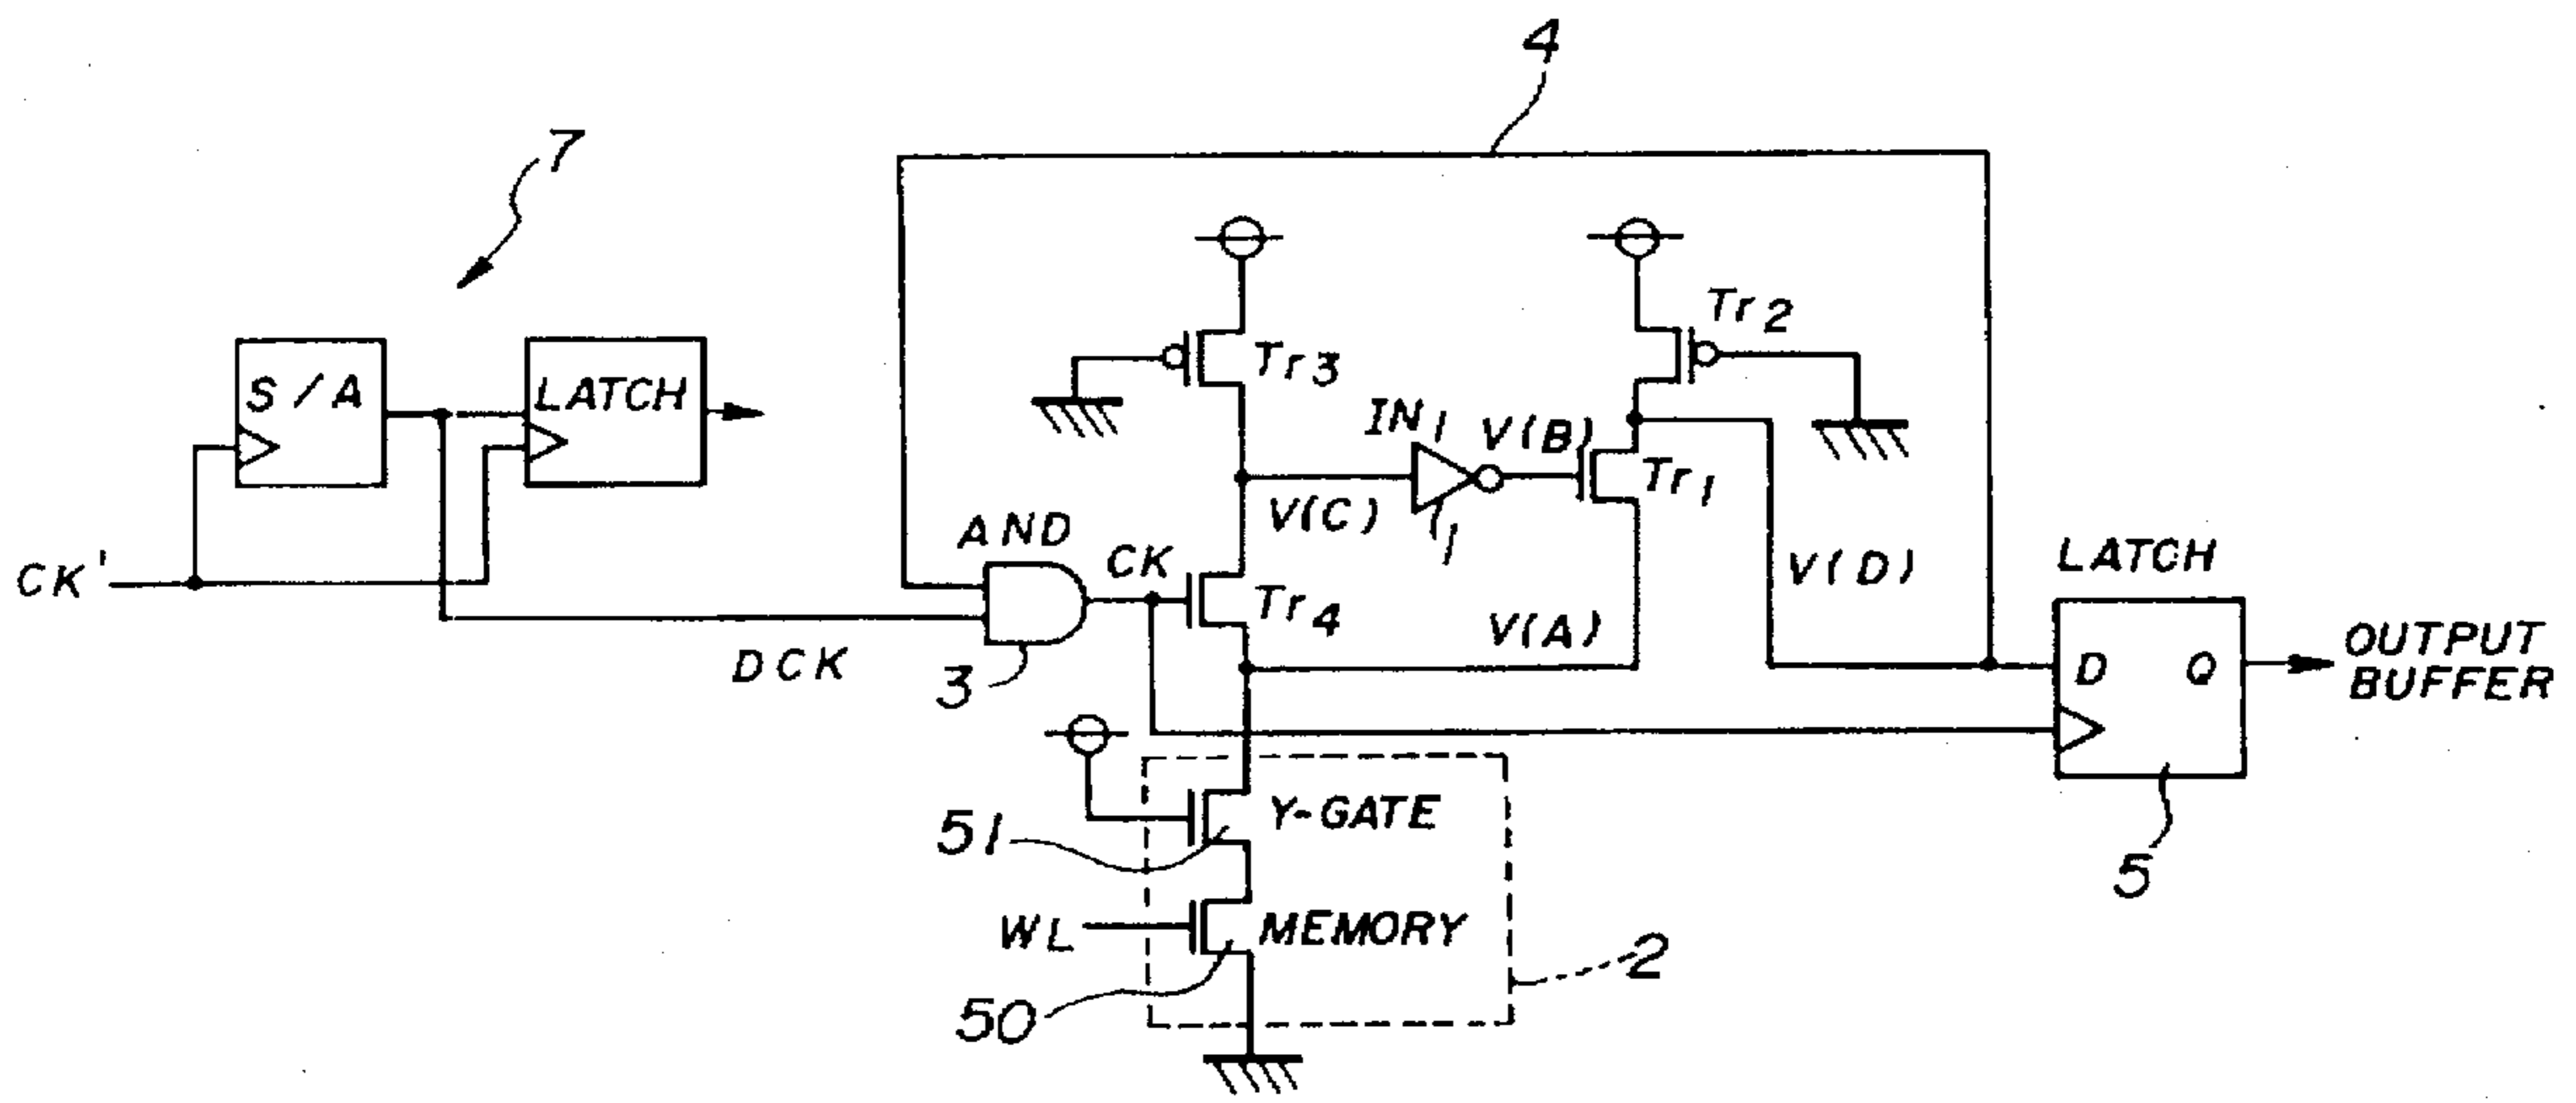 4
7
Tr2
Tr3
S/A
LATCH
IN1
V(B)
Tr1
V(C)
1
AND
CK
CK'
Tr4
V(D)
LATCH
V(A)
DCK
3
D Q
OUTPUT
BUFFER
51
Y-GATE
5
WL
MEMORY
2
50